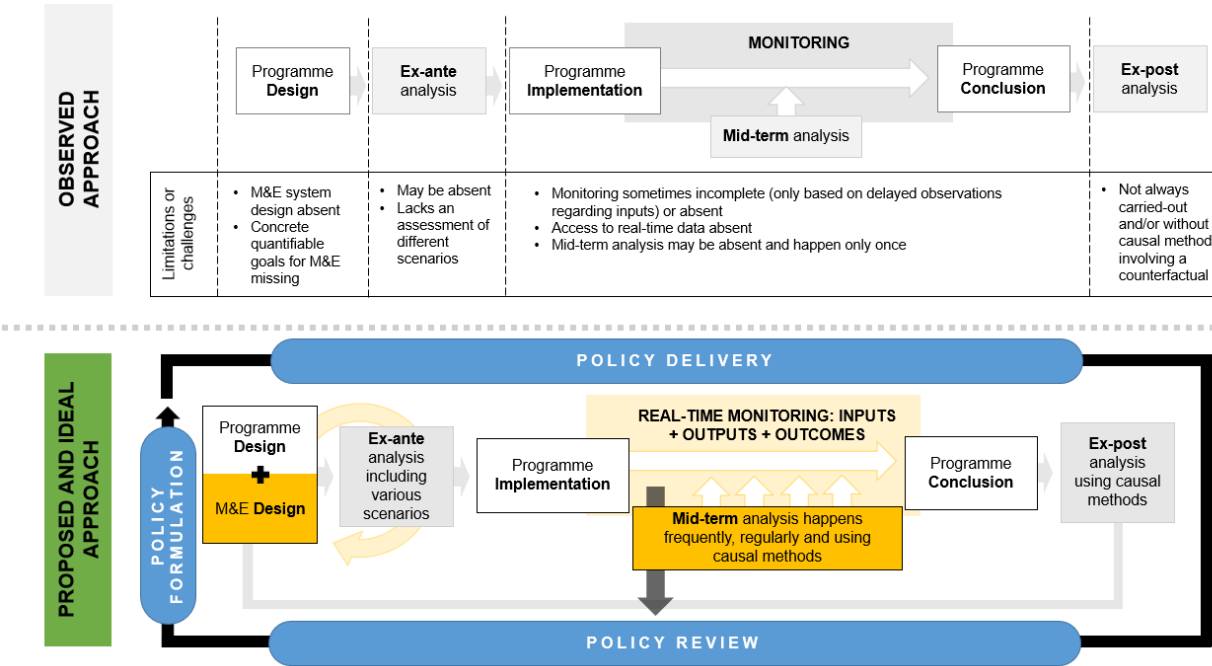 OBSERVED
APPROACH
Programme
Design
Ex-ante
analysis
Programme
Implementation
MONITORING
Mid-term analysis
Programme
Conclusion
Ex-post
analysis
Limitations or
challenges
• M&E system
design absent
• Concrete
quantifiable
goals for M&E
missing
• May be absent
• Lacks an
assessment of
different
scenarios
• Monitoring sometimes incomplete (only based on delayed observations
regarding inputs) or absent
• Access to real-time data absent
• Mid-term analysis may be absent and happen only once
• Not always
carried-out
and/or without
causal method
involving a
counterfactual
PROPOSED AND IDEAL
APPROACH
POLICY DELIVERY
POLICY
FORMULATION
Programme
Design
M&E Design
Ex-ante
analysis
including
various
scenarios
Programme
Implementation
REAL-TIME MONITORING: INPUTS
+ OUTPUTS + OUTCOMES
Mid-term analysis happens
frequently, regularly and using
causal methods
Programme
Conclusion
Ex-post
analysis
using causal
methods
POLICY REVIEW